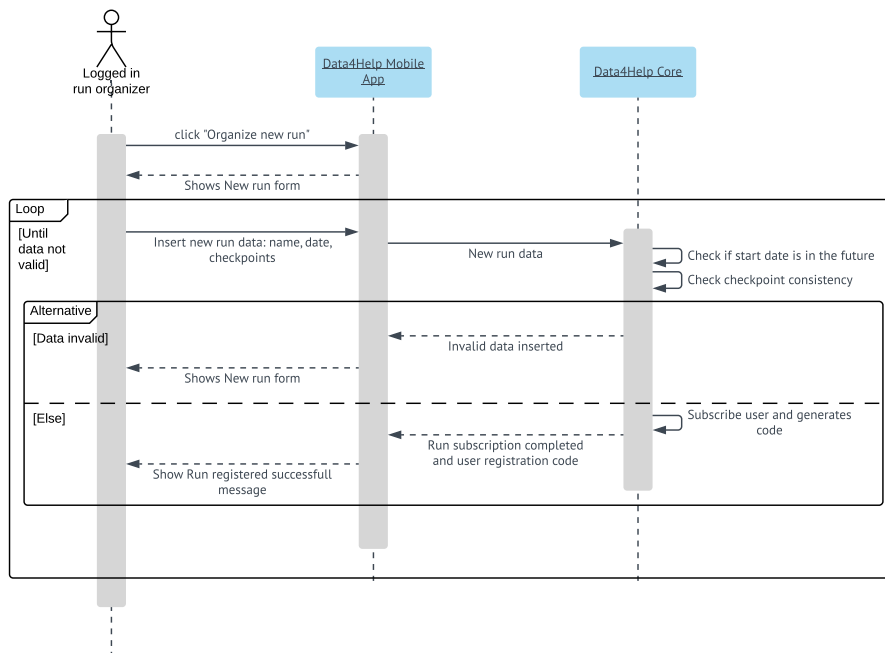 Logged in
run organizer
Data4Help Mobile
App
Data4Help Core
click "Organize new run"
Shows New run form
Loop
[Until
data not
valid]
Insert new run data: name, date,
checkpoints
New run data
Check if start date is in the future
Check checkpoint consistency
Alternative
[Data invalid]
Invalid data inserted
Shows New run form
[Else]
Subscribe user and generates
code
Run subscription completed
and user registration code
Show Run registered successfull
message